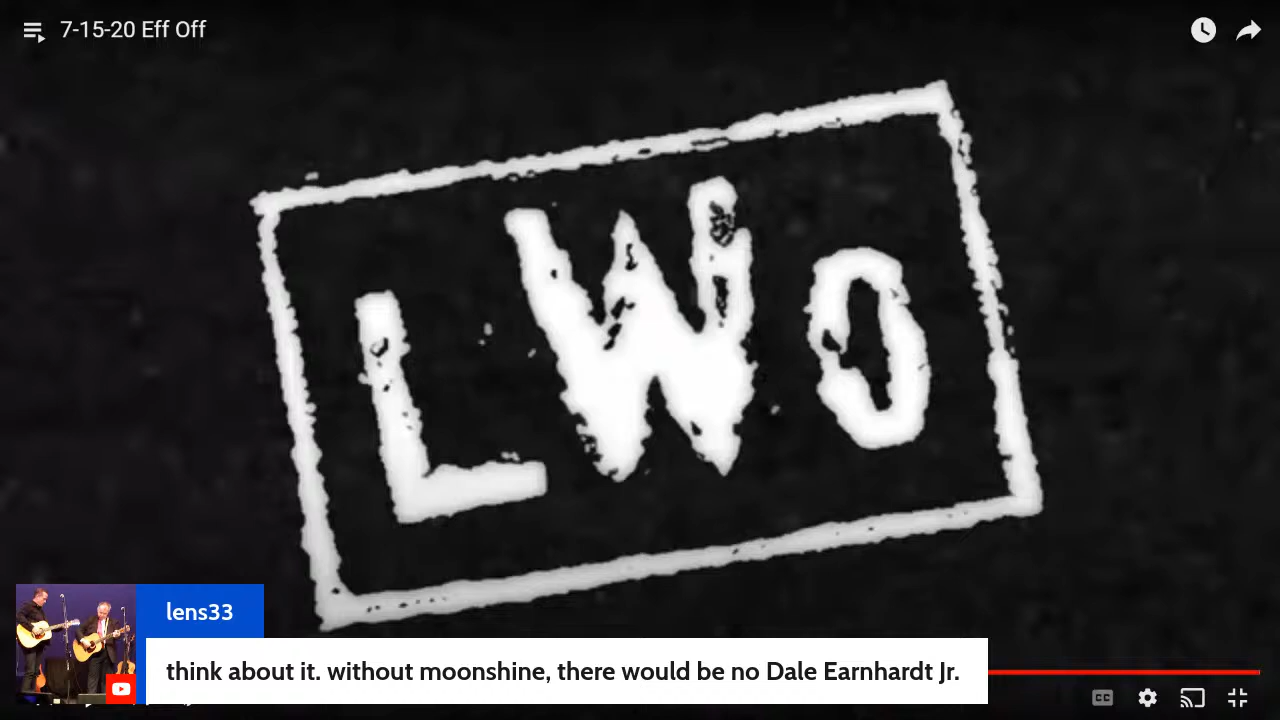 7-15-20 Eff Off
LWO
lens33
think about it. without moonshine, there would be no Dale Earnhardt Jr.
CC